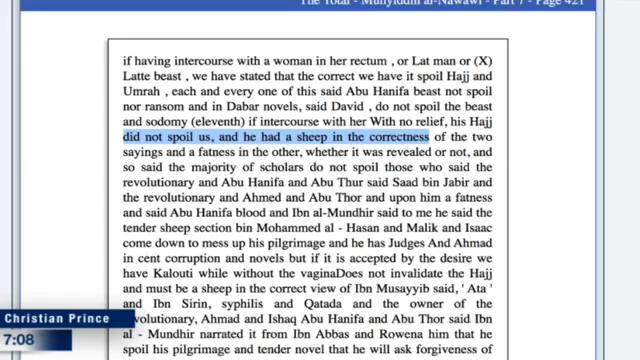 The Total - Muhyiddin al-Nawawi - Part 7 - Page 421
if having intercourse with a woman in her rectum , or Lat man or (X)
Latte beast , we have stated that the correct we have it spoil Hajj and
Umrah , each and every one of this said Abu Hanifa beast not spoil
nor ransom and in Dabar novels, said David , do not spoil the beast
and sodomy (eleventh) if intercourse with her With no relief, his Hajj
did not spoil us, and he had a sheep in the correctness of the two
sayings and a fatness in the other, whether it was revealed or not, and
so said the majority of scholars do not spoil those who said the
revolutionary and Abu Hanifa and Abu Thur said Saad bin Jabir and
the revolutionary and Ahmed and Abu Thor and upon him a fatness
and said Abu Hanifa blood and Ibn al-Mundhir said to me he said the
tender sheep section bin Mohammed al - Hasan and Malik and Isaac
come down to mess up his pilgrimage and he has Judges And Ahmad
in cent corruption and novels but if it is accepted by the desire we
have Kalouti while without the vaginaDoes not invalidate the Hajj
and must be a sheep in the correct view of Ibn Musayyib said, ' Ata '
and Ibn Sirin, syphilis and Qatada and the owner of the
evolutionary, Ahmad and Ishaq Abu Hanifa and Abu Thur said Ibn
al - Mundhir narrated it from Ibn Abbas and Rowena him that he
spoil his pilgrimage and tender novel that he will ask forgiveness of
Christian Prince
7:08